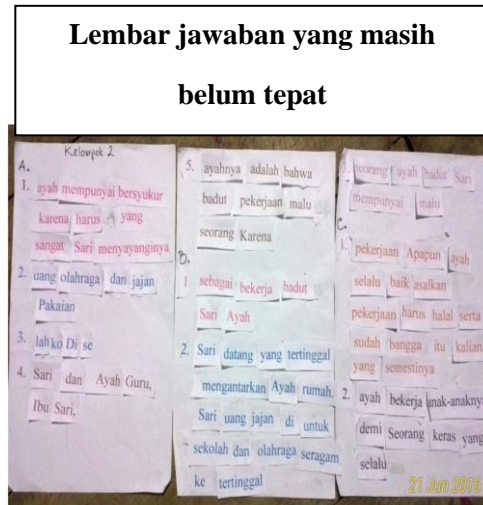 Lembar jawaban yang masih
belum tepat
Kelompok 2
A.
1. ayah mempunyai bersyukur
karena harus yang
sangat Sari menyayanginya
2. uang olahraga dan jajan
Pakaian
3. lah ko Di se
4. Sari dan Ayah Guru,
Ibu Sari,
5. ayahnya adalah bahwa
badut pekerjaan malu
seorang Karena
B.
1 sebagai bekerja badut
Sari Ayah
2. Sari datang yang tertinggal
mengantarkan Ayah rumah.
Sari uang jajan di untuk
sekolah dan olahraga seragam
ke tertinggal
3. seorang ayah badut Sari
mempunyai malu
C.
1. pekerjaan Apapun ayah
selalu baik asalkan
pekerjaan harus halal serta
sudah bangga itu kalian
yang semestinya
2. ayah bekerja anak-anaknya
demi Seorang keras yang
selalu
21 Jun 2016